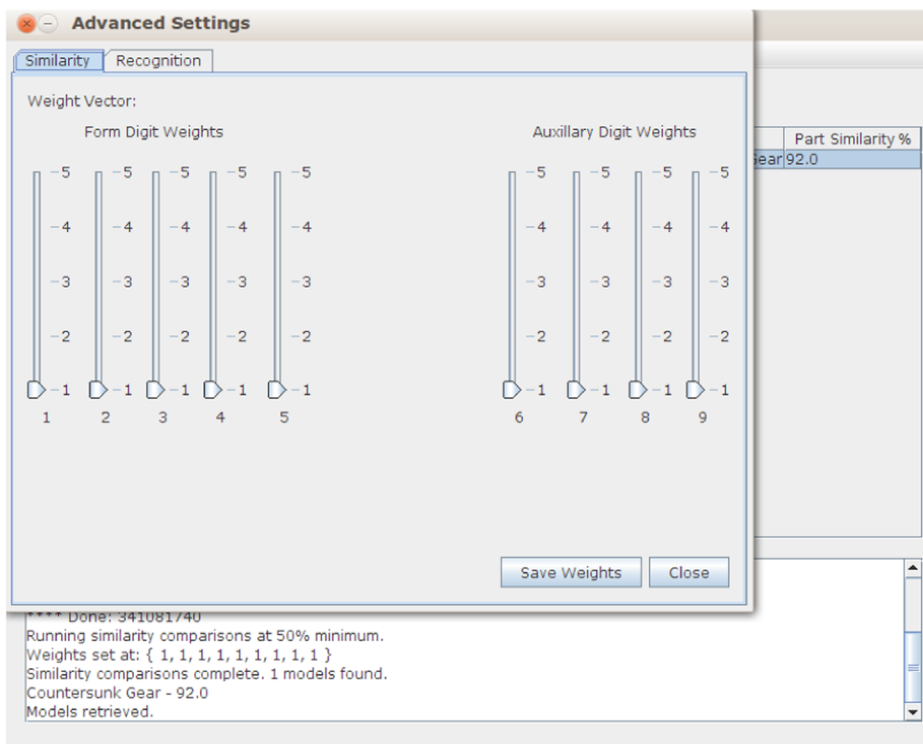 Advanced Settings
Similarity Recognition
Weight Vector:
Form Digit Weights Auxillary Digit Weights
Part Similarity %
Gear 92.0
5 5 5 5 5 5 5 5 5
4 4 4 4 4 4 4 4 4
3 3 3 3 3 3 3 3 3
2 2 2 2 2 2 2 2 2
1 1 1 1 1 1 1 1 1
1 2 3 4 5 6 7 8 9
Save Weights Close
**** Done: 341081740
Running similarity comparisons at 50% minimum.
Weights set at: { 1, 1, 1, 1, 1, 1, 1, 1, 1 }
Similarity comparisons complete. 1 models found.
Countersunk Gear - 92.0
Models retrieved.